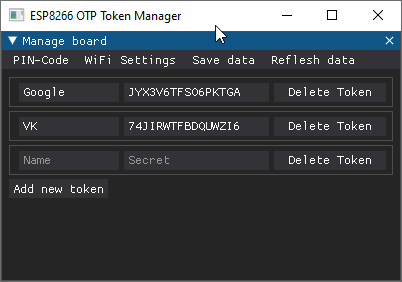 ESP8266 OTP Token Manager
Manage board
PIN-Code WiFi Settings Save data Reflesh data
Google JYX3V6TFSO6PKTGA Delete Token
VK 74JIRWTFBDQUWZI6 Delete Token
Name Secret Delete Token
Add new token